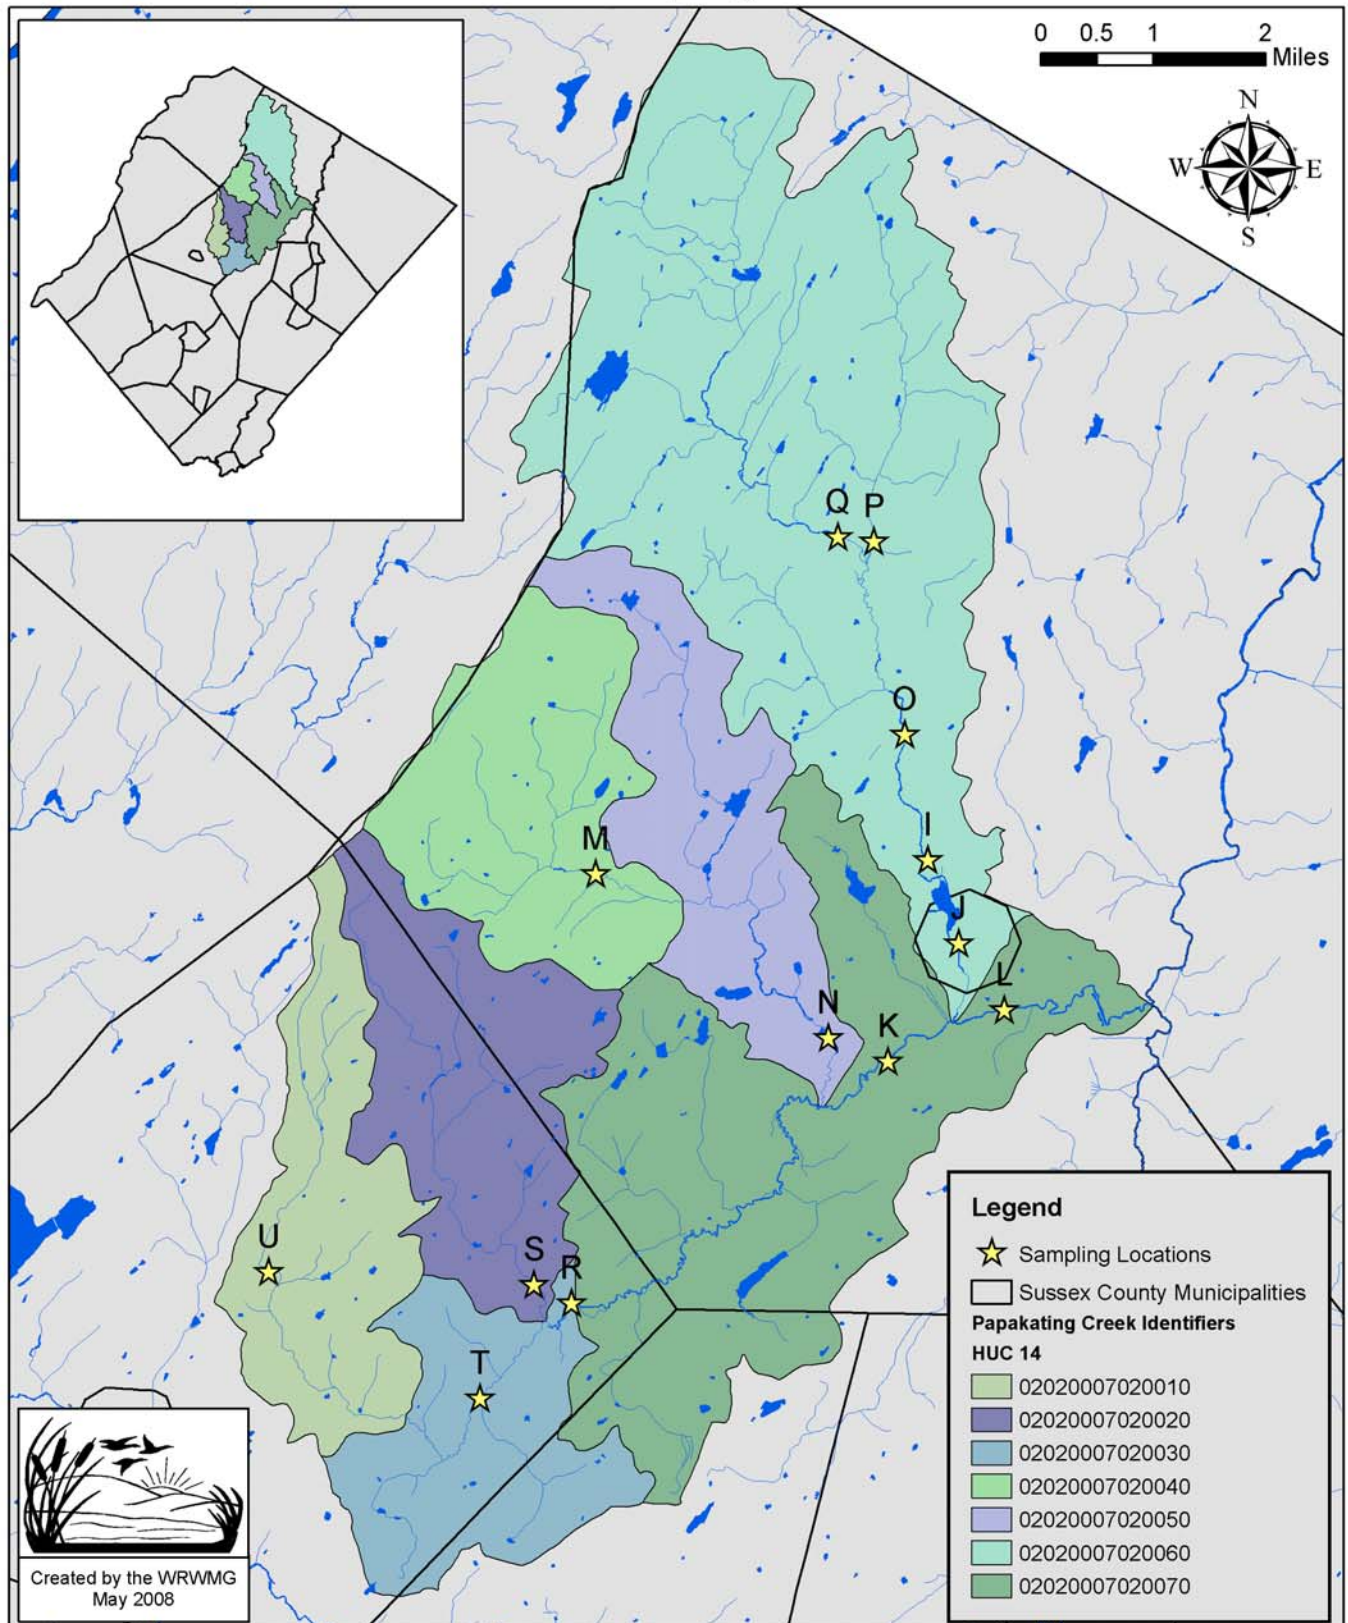 0 0.5 1 2
Miles
N
W E
S
Q P
O
I
M
J
L
N
K
U
S
R
T
Legend
Sampling Locations
Sussex County Municipalities
Papakating Creek Identifiers
HUC 14
02020007020010
02020007020020
02020007020030
02020007020040
02020007020050
02020007020060
02020007020070
Created by the WRWMG
May 2008